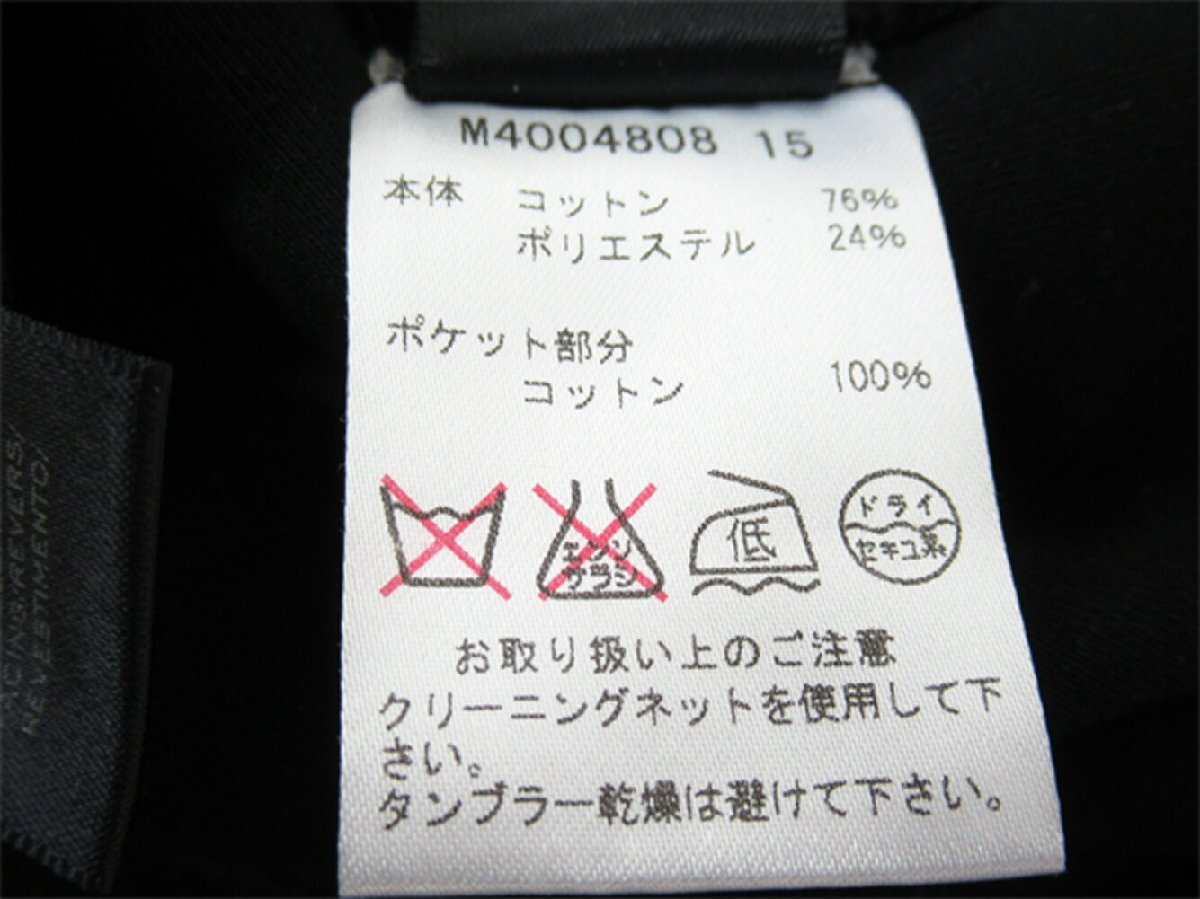 M4004808 15
本体 コットン 76%
ポリエステル 24%
ポケット部分
コットン 100%
エンソ
サラシ
低
ドライ
セキユ系
お取り扱い上のご注意
クリーニングネットを使用して下
さい。
タンブラー乾燥は避けて下さい。
REVERS/
RIVESTIMENTO/